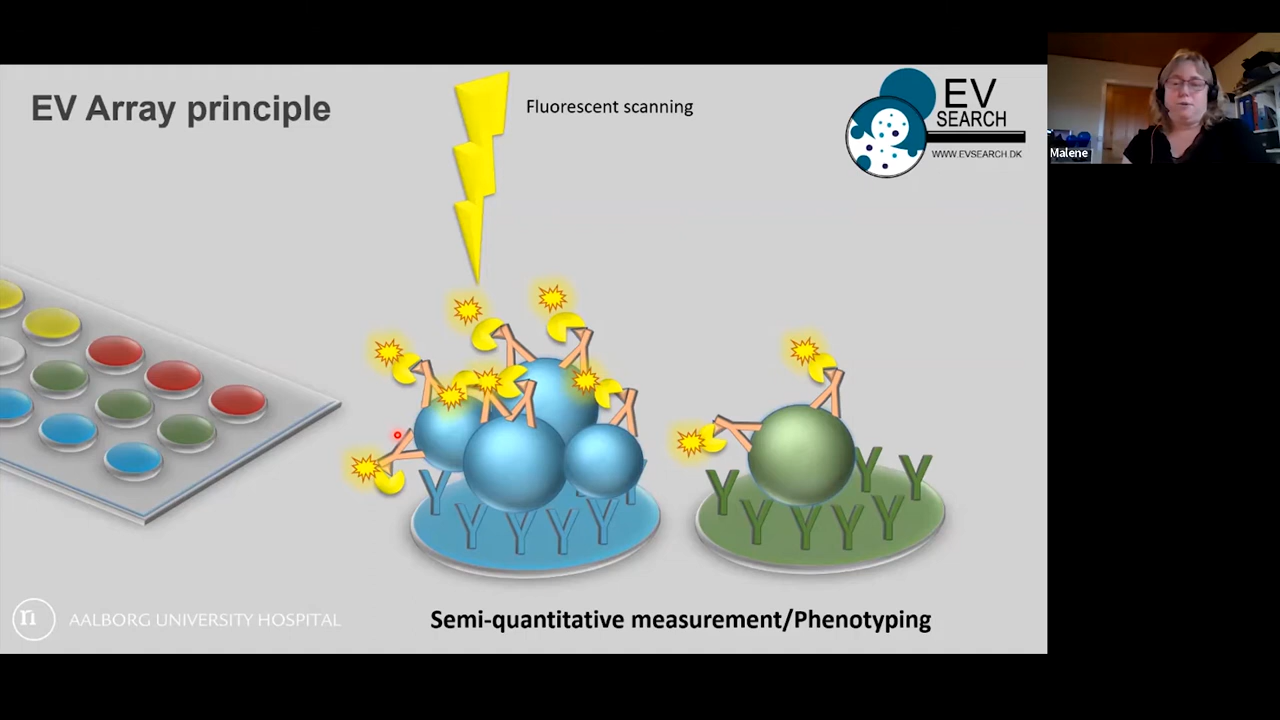 EV Array principle
Fluorescent scanning
EV
SEARCH
WWW.EVSEARCH.DK
Malene
n
AALBORG UNIVERSITY HOSPITAL
Semi-quantitative measurement/Phenotyping